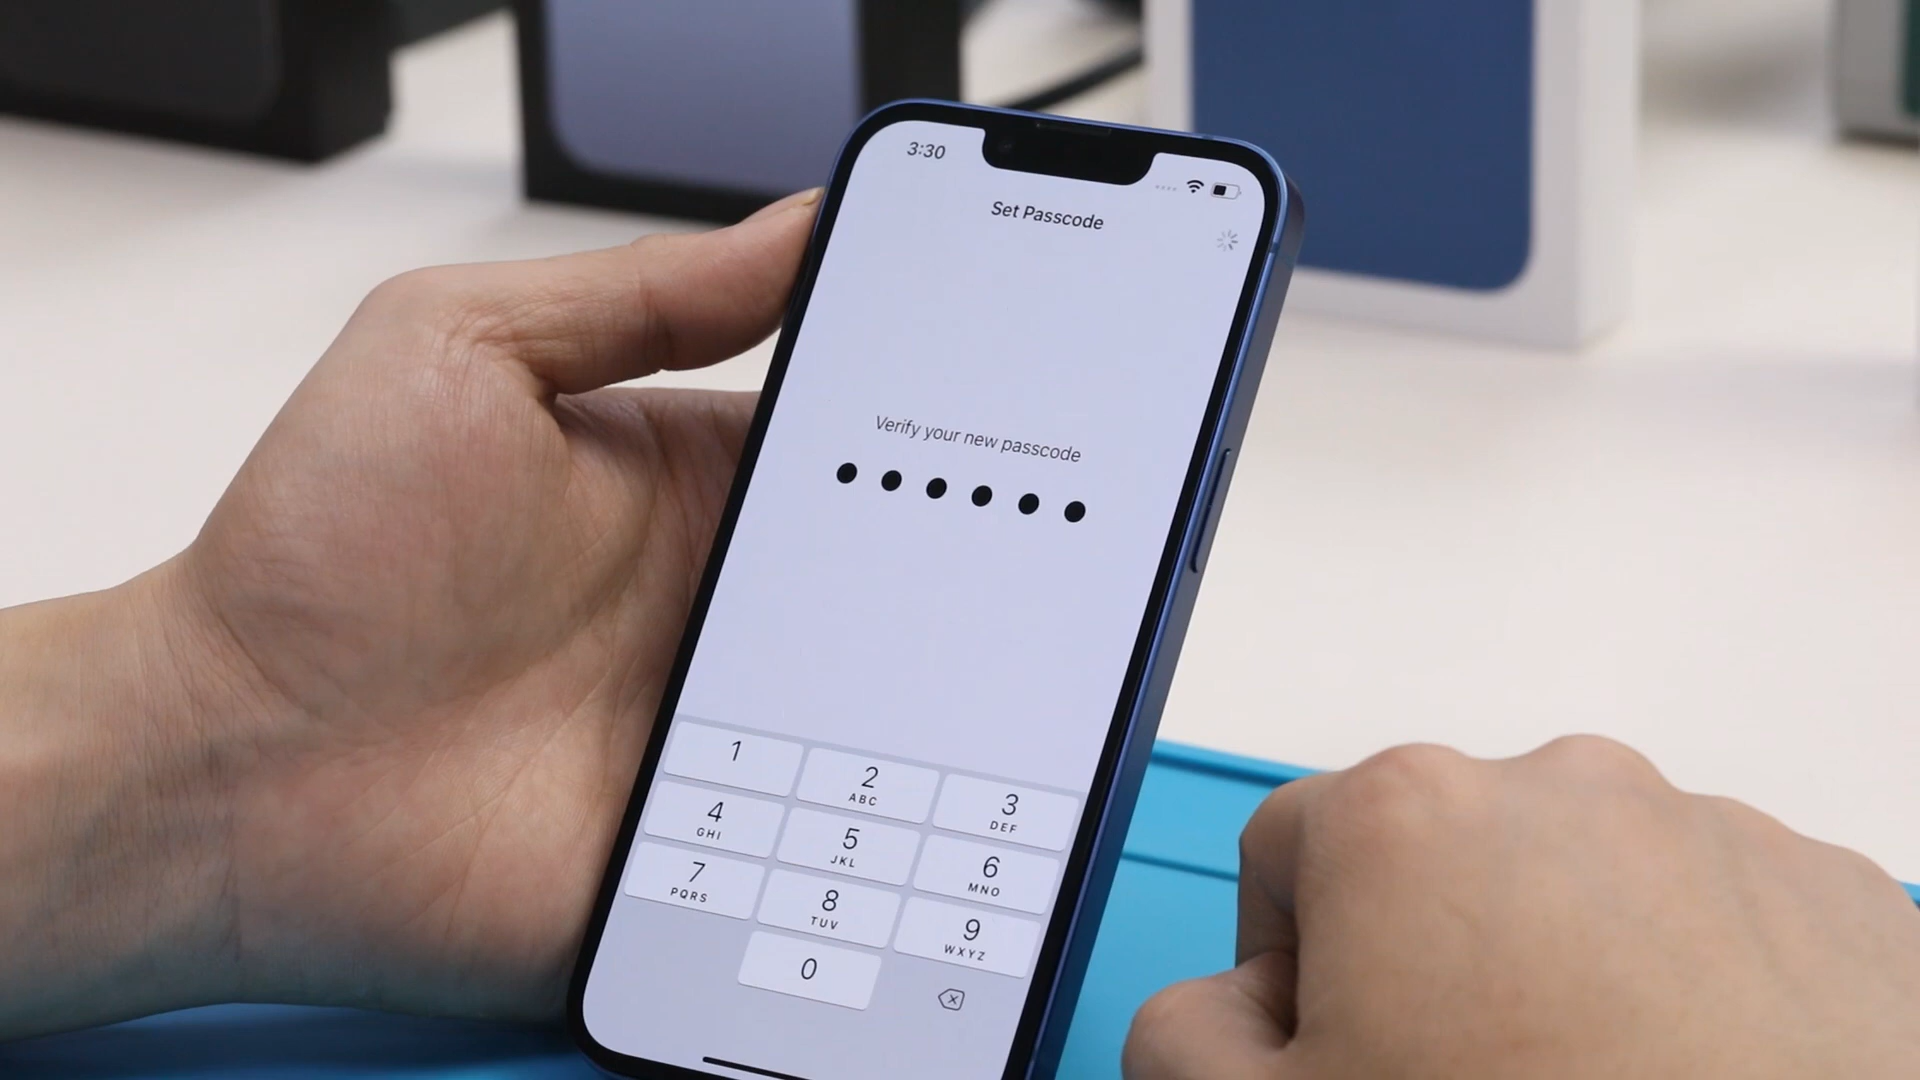 3:30
Set Passcode
Verify your new passcode
1
2
ABC
3
DEF
4
GHI
5
JKL
6
MNO
7
PQRS
8
TUV
9
WXYZ
0